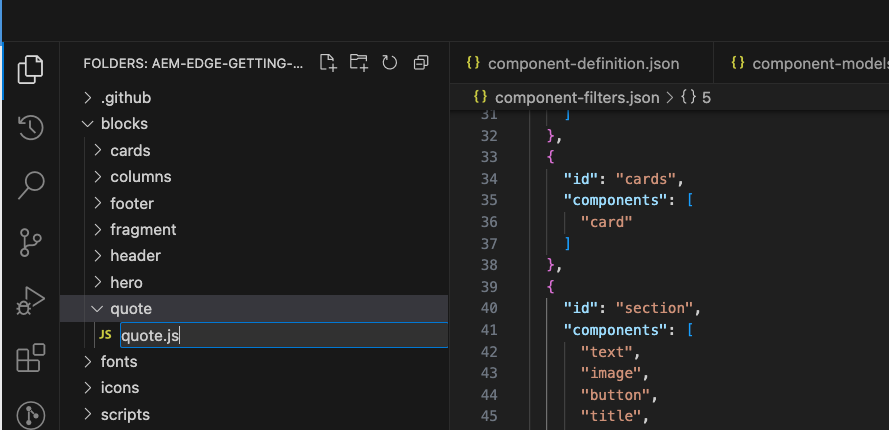 FOLDERS: AEM-EDGE-GETTING-...
.github
blocks
cards
columns
footer
fragment
header
hero
quote
JS quote.js
fonts
icons
scripts
{} component-definition.json
{} component-models
{} component-filters.json > {} 5
31 ]
32 },
33 {
34 "id": "cards",
35 "components": [
36 "card"
37 ]
38 },
39 {
40 "id": "section",
41 "components": [
42 "text",
43 "image",
44 "button",
45 "title",